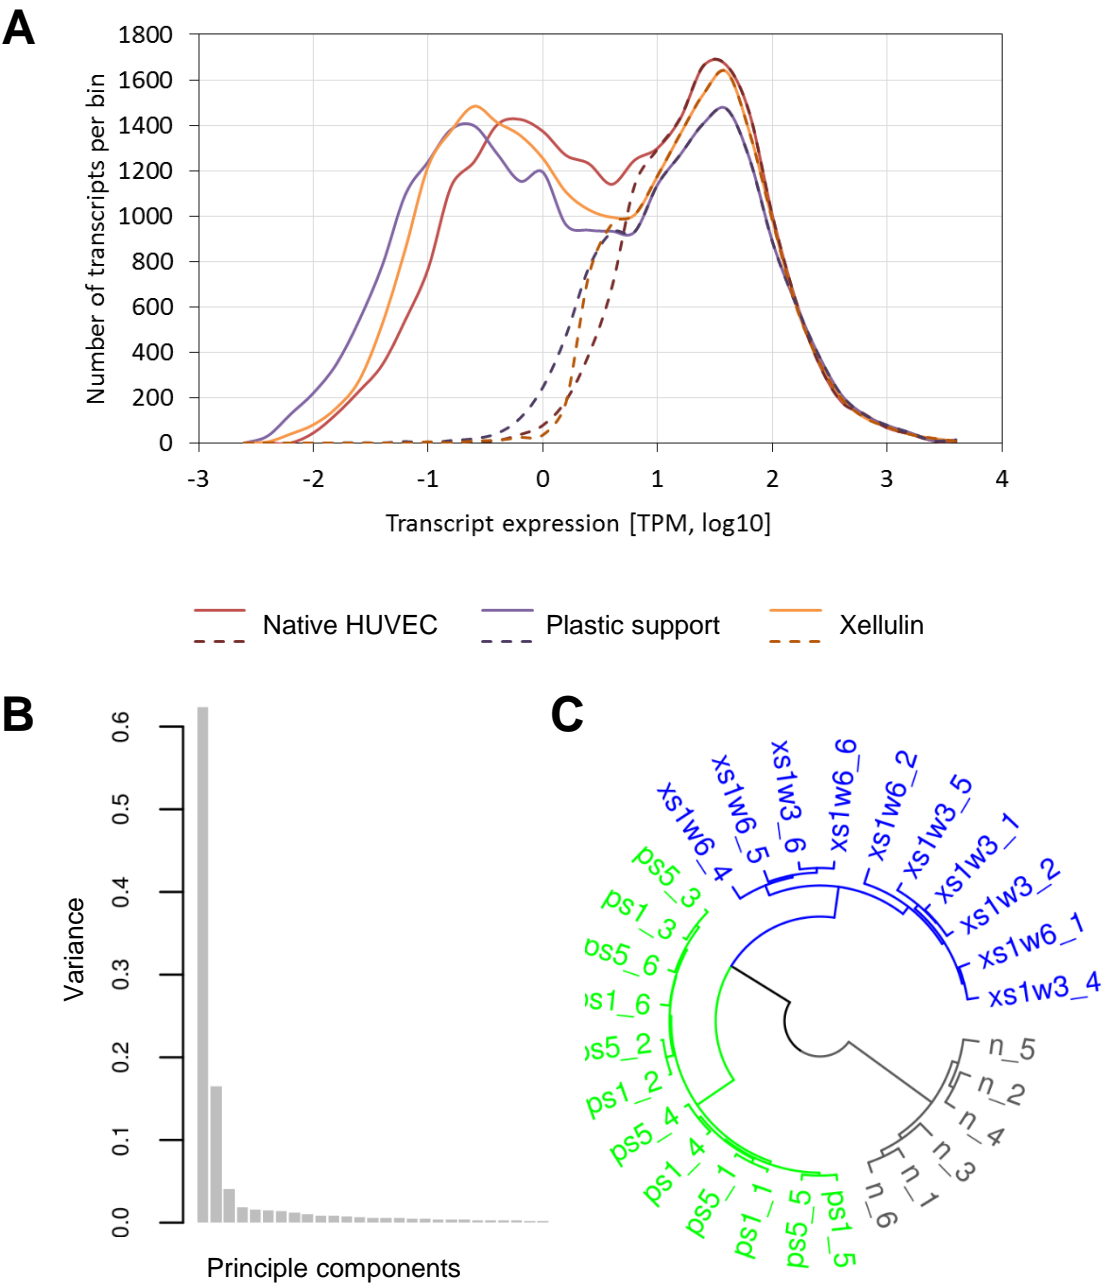 A
1800
1600
1400
1200
1000
800
600
400
200
0
Number of transcripts per bin
-3 -2 -1 0 1 2 3 4
Transcript expression [TPM, log10]
Native HUVEC Plastic support Xellulin
B
0.6
0.5
0.4
0.3
0.2
0.1
0.0
Variance
Principle components
C
xs1w6_4
xs1w6_5
xs1w3_6
xs1w6_6
xs1w6_2
xs1w3_5
xs1w3_1
xs1w3_2
xs1w6_1
xs1w3_4
n_5
n_2
n_4
n_3
n_1
n_6
ps1_5
ps5_5
ps1_1
ps5_1
ps1_4
ps5_4
ps1_2
ps5_2
s1_6
ps5_6
ps1_3
ps5_3